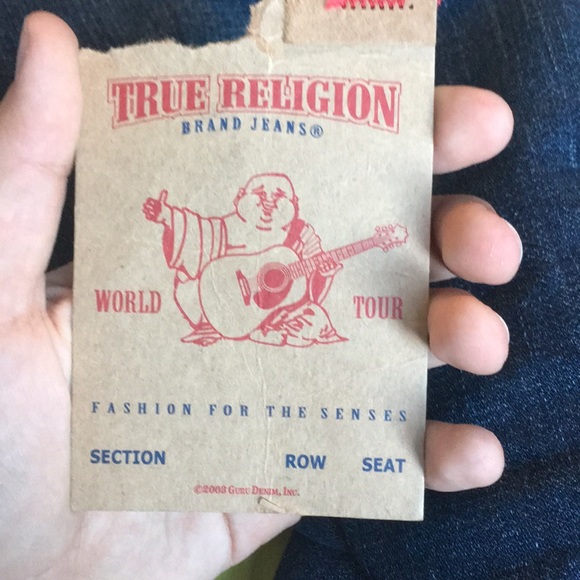 TRUE RELIGION
BRAND JEANS®
WORLD TOUR
FASHION FOR THE SENSES
SECTION ROW SEAT
©2003 GURU DENIM, INC.